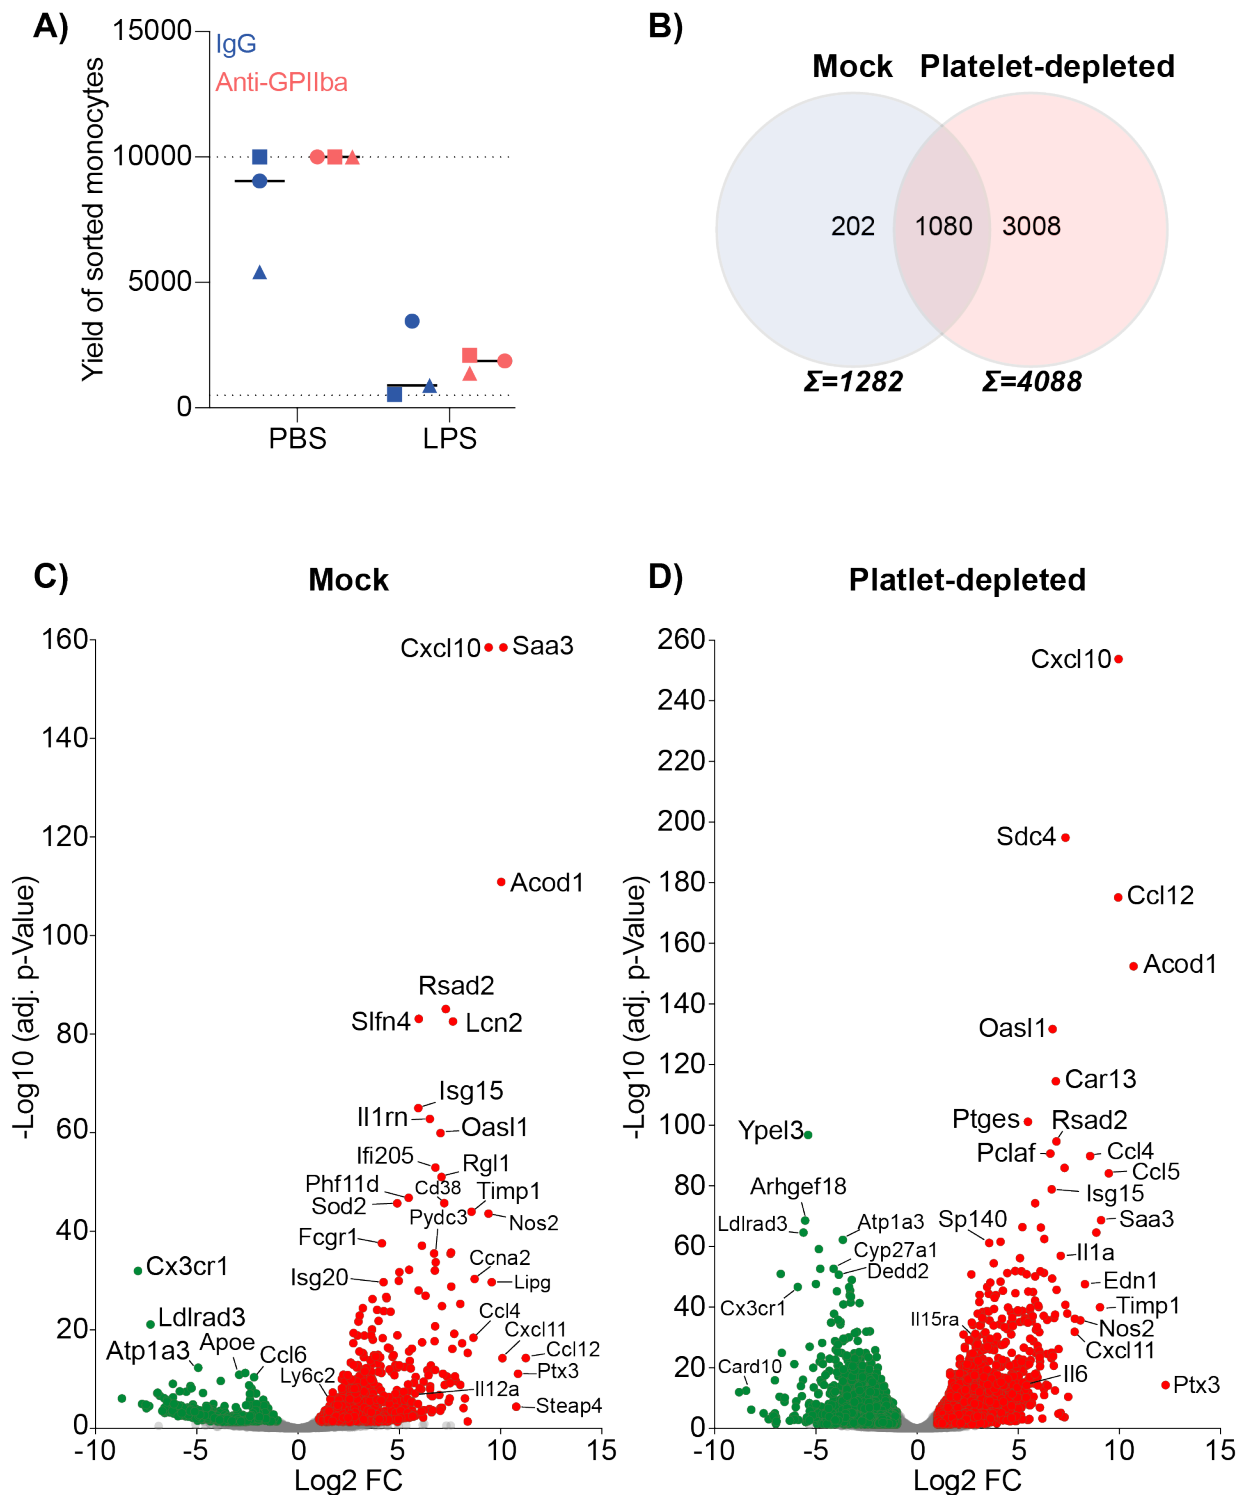 A)
15000
IgG
Anti-GPIIba
10000
5000
0
Yield of sorted monocytes
PBS
LPS
B)
Mock
Platelet-depleted
202
1080
3008
Σ=1282
Σ=4088
C)
Mock
160
140
120
100
80
60
40
20
0
-Log10 (adj. p-Value)
Cxcl10
Saa3
Acod1
Rsad2
Slfn4
Lcn2
Isg15
Il1rn
Oasl1
Ifi205
Rgl1
Phf11d
Cd38
Timp1
Sod2
Pydc3
Nos2
Fcgr1
Ccna2
Cx3cr1
Isg20
Lipg
Ldlrad3
Ccl4
Cxcl11
Atp1a3
Apoe
Ccl6
Ccl12
Ly6c2
Ptx3
Il12a
Steap4
-10
-5
0
5
10
15
Log2 FC
D)
Platlet-depleted
260
240
220
200
180
160
140
120
100
80
60
40
20
0
-Log10 (adj. p-Value)
Cxcl10
Sdc4
Ccl12
Acod1
Oasl1
Car13
Ptges
Rsad2
Ypel3
Pclaf
Ccl4
Ccl5
Arhgef18
Isg15
Ldlrad3
Atp1a3
Sp140
Saa3
Cyp27a1
Il1a
Dedd2
Edn1
Cx3cr1
Timp1
Il15ra
Nos2
Cxcl11
Card10
Il6
Ptx3
-10
-5
0
5
10
15
Log2 FC